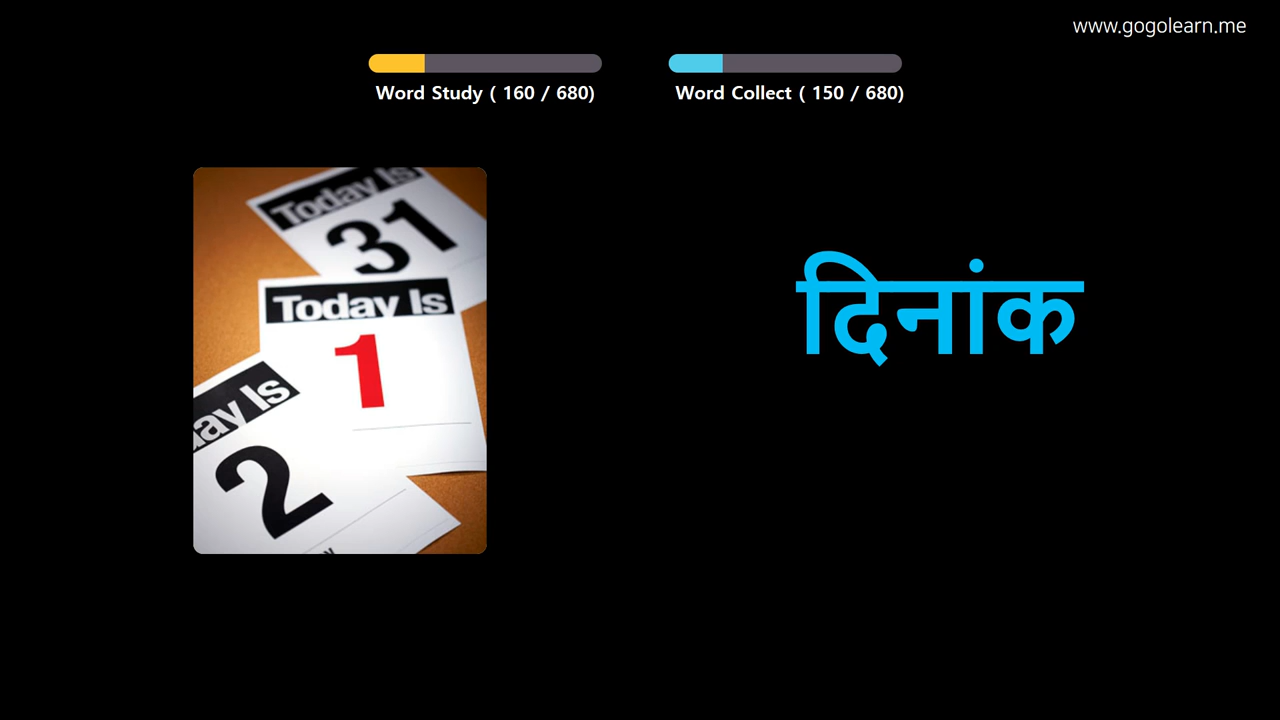 www.gogolearn.me
Word Study ( 160 / 680)
Word Collect ( 150 / 680)
Today Is
31
Today Is
1
ay Is
2
दिनांक